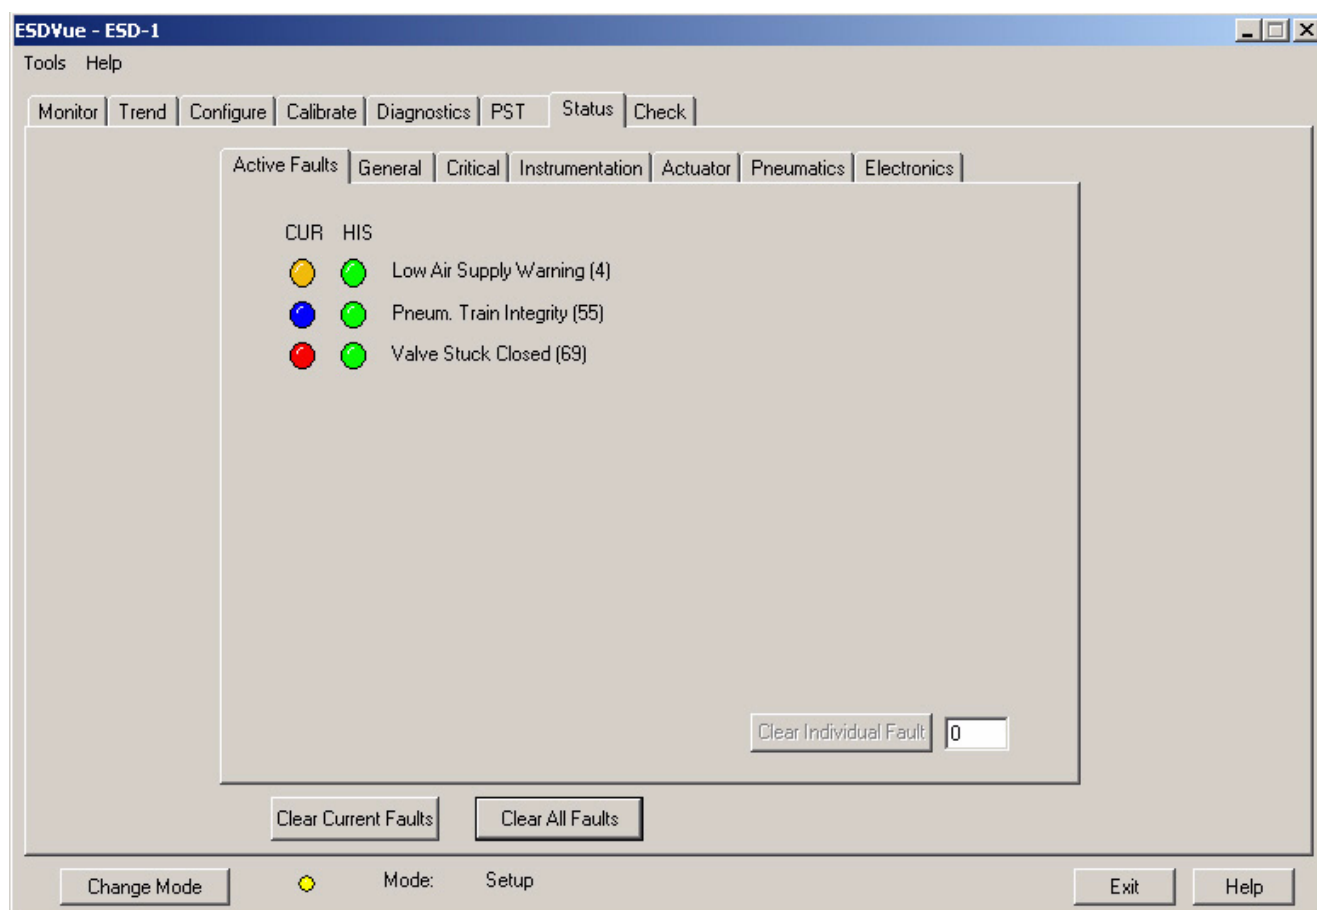 ESDVue - ESD-1
Tools Help
Monitor Trend Configure Calibrate Diagnostics PST Status Check
Active Faults General Critical Instrumentation Actuator Pneumatics Electronics
CUR HIS
Low Air Supply Warning (4)
Pneum. Train Integrity (55)
Valve Stuck Closed (69)
Clear Individual Fault 0
Clear Current Faults Clear All Faults
Change Mode Mode: Setup Exit Help